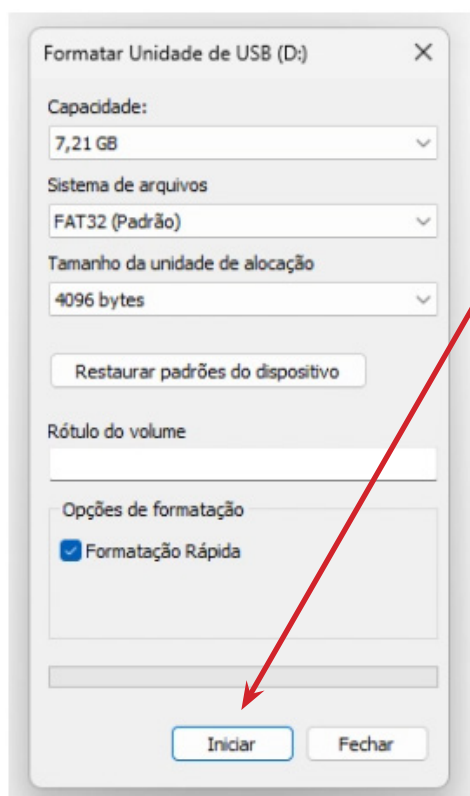 Formatar Unidade de USB (D:)
Capacidade:
7,21 GB
Sistema de arquivos
FAT32 (Padrão)
Tamanho da unidade de alocação
4096 bytes
Restaurar padrões do dispositivo
Rótulo do volume
Opções de formatação
Formatação Rápida
Iniciar Fechar